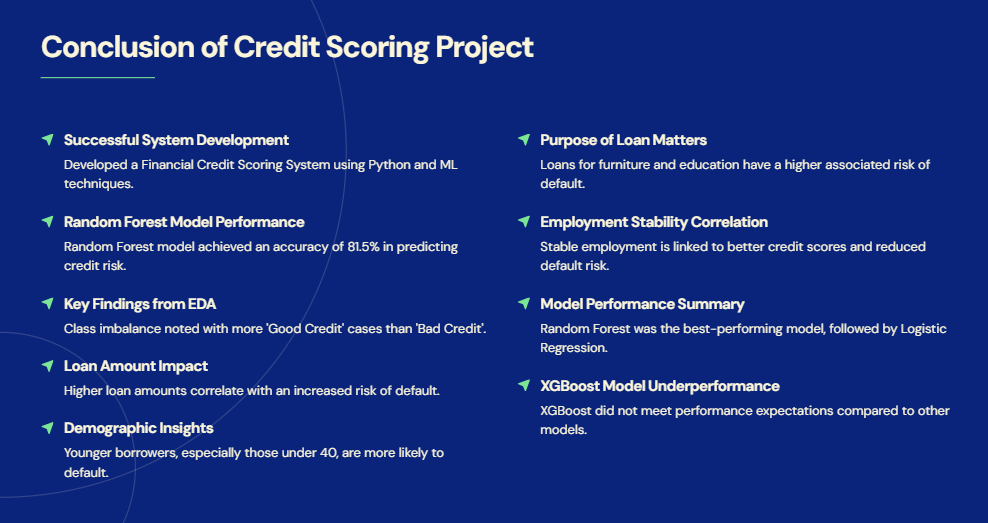 Conclusion of Credit Scoring Project
Successful System Development
Developed a Financial Credit Scoring System using Python and ML
techniques.
Random Forest Model Performance
Random Forest model achieved an accuracy of 81.5% in predicting
credit risk.
Key Findings from EDA
Class imbalance noted with more 'Good Credit' cases than 'Bad Credit'.
Loan Amount Impact
Higher loan amounts correlate with an increased risk of default.
Demographic Insights
Younger borrowers, especially those under 40, are more likely to
default.
Purpose of Loan Matters
Loans for furniture and education have a higher associated risk of
default.
Employment Stability Correlation
Stable employment is linked to better credit scores and reduced
default risk.
Model Performance Summary
Random Forest was the best-performing model, followed by Logistic
Regression.
XGBoost Model Underperformance
XGBoost did not meet performance expectations compared to other
models.